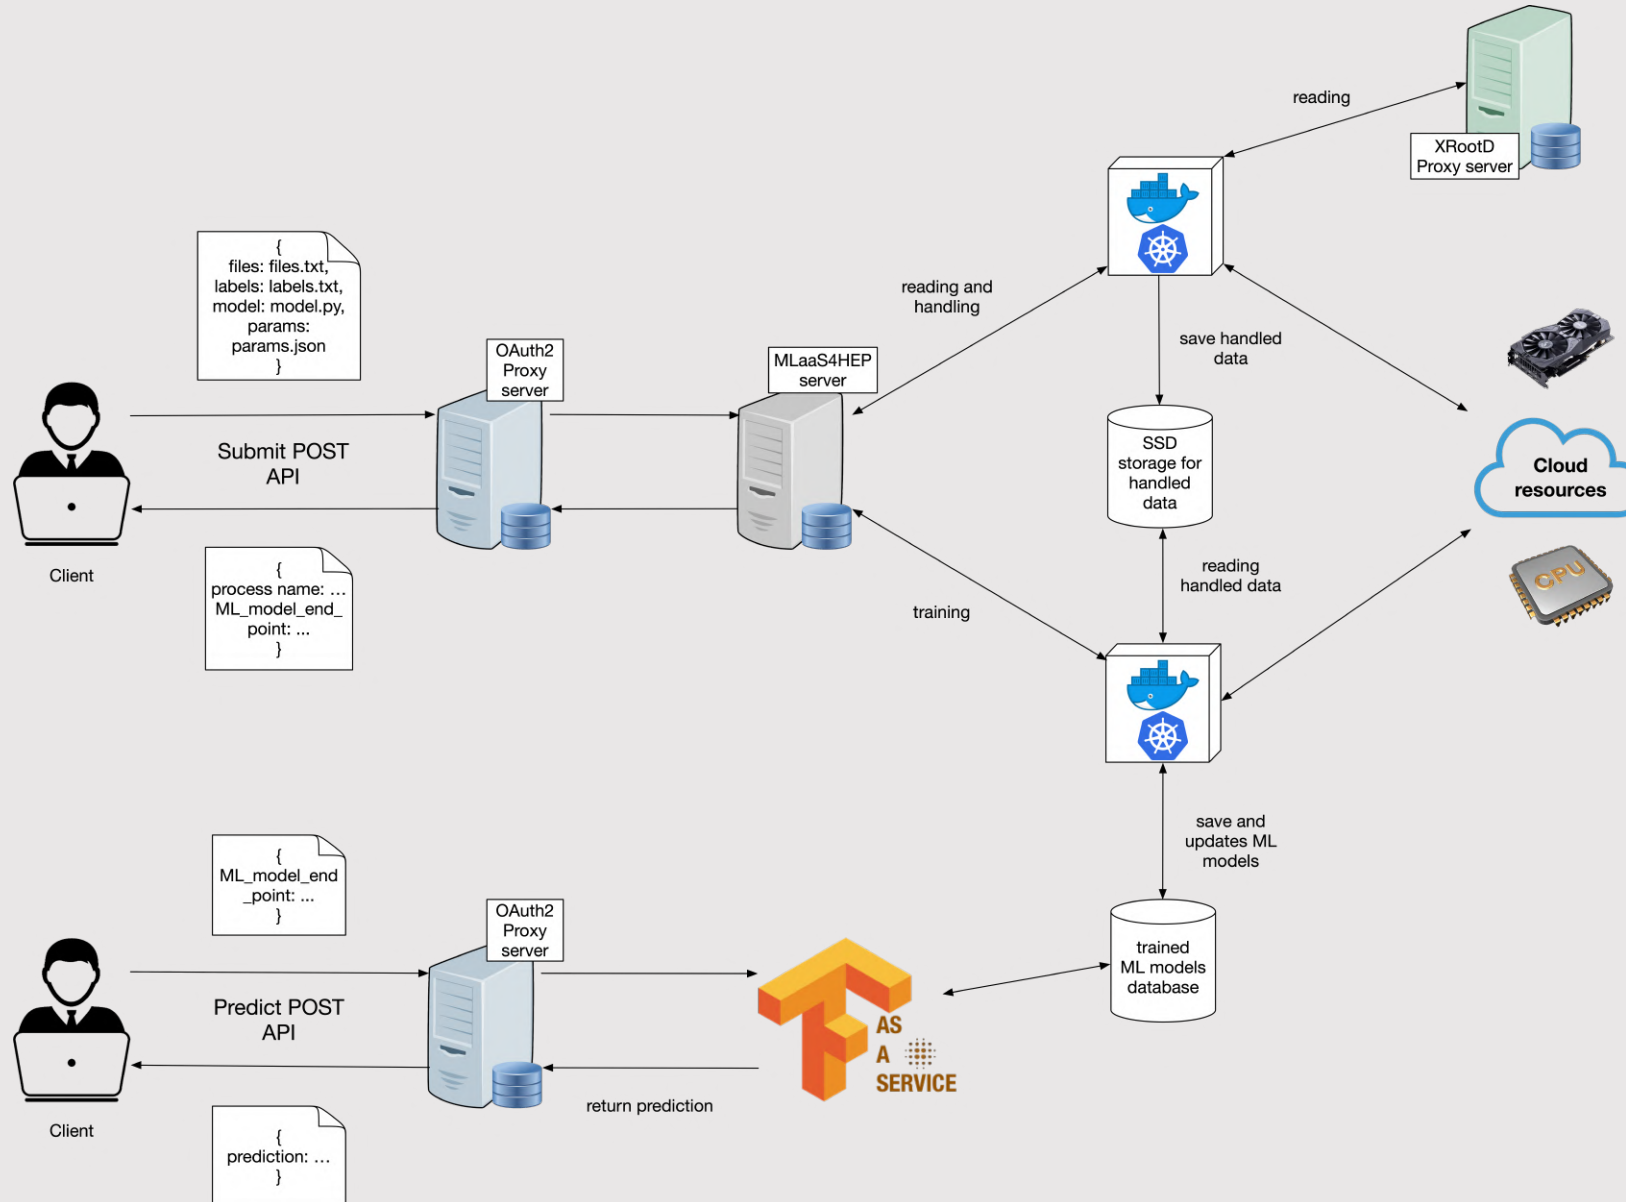 reading
XRootD
Proxy server
{
files: files.txt,
labels: labels.txt,
model: model.py,
params:
params.json
}
reading and
handling
save handled
data
OAuth2
Proxy
server
MLaaS4HEP
server
Submit POST
API
SSD
storage for
handled
data
Cloud
resources
Client
{
process name: ...
ML_model_end_
point: ...
}
reading
handled data
CPU
training
save and
updates ML
models
{
ML_model_end
_point: ...
}
OAuth2
Proxy
server
trained
ML models
database
Predict POST
API
AS
A
SERVICE
return prediction
Client
{
prediction: ...
}